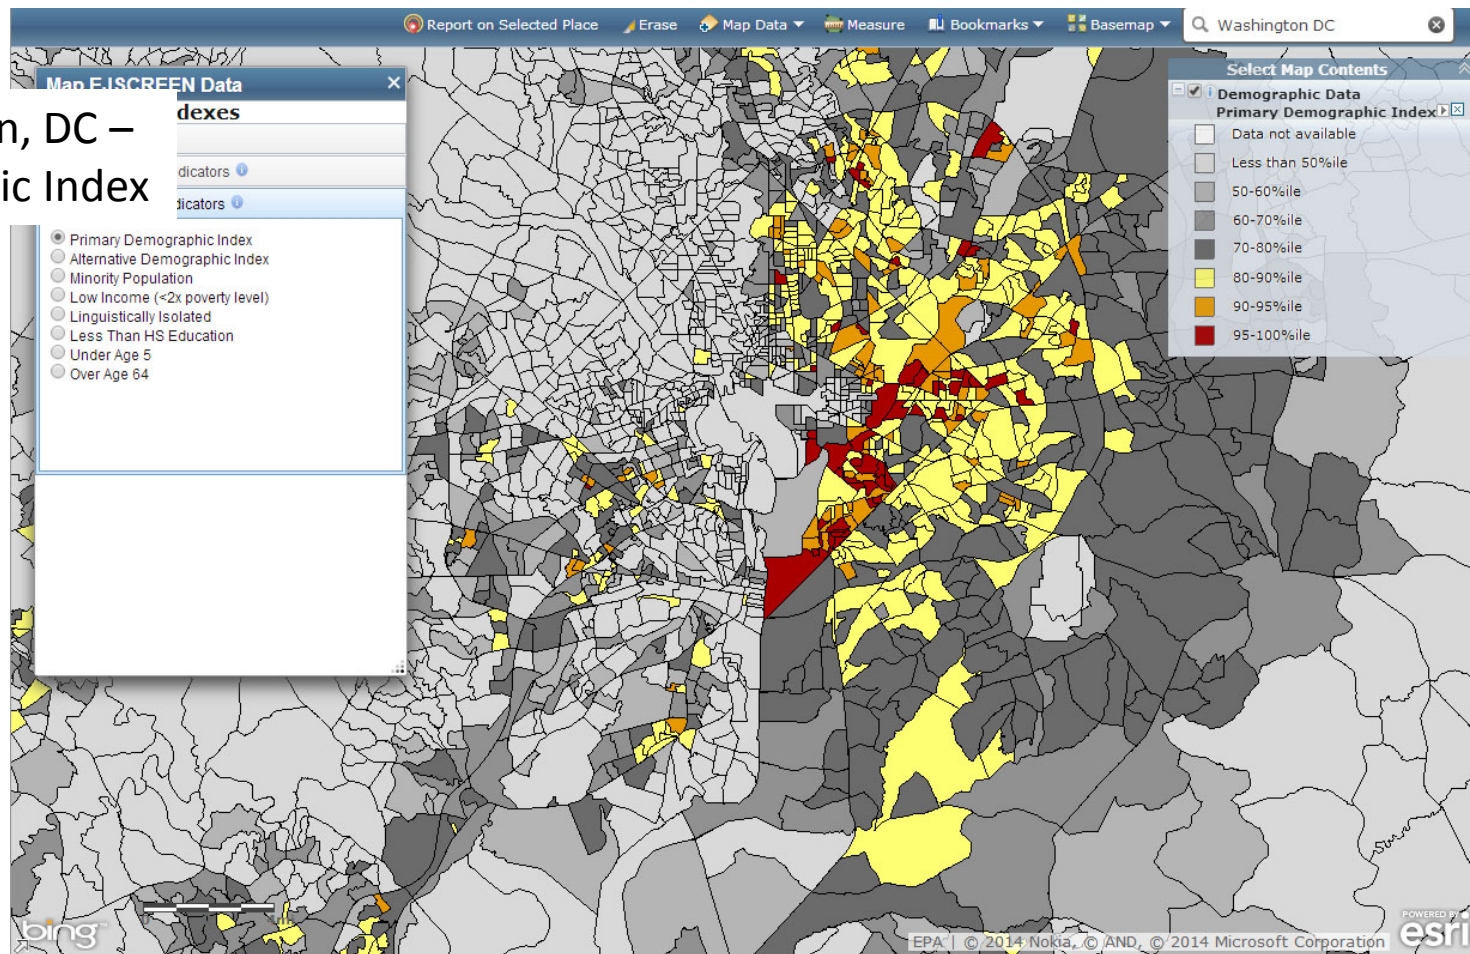 Report on Selected Place Erase Map Data Measure Bookmarks Basemap Washington DC
Map EJSCREEN Data
n, DC –
ic Index
dexes
dicators
dicators
Primary Demographic Index
Alternative Demographic Index
Minority Population
Low Income (<2x poverty level)
Linguistically Isolated
Less Than HS Education
Under Age 5
Over Age 64
Select Map Contents
Demographic Data
Primary Demographic Index
Data not available
Less than 50%ile
50-60%ile
60-70%ile
70-80%ile
80-90%ile
90-95%ile
95-100%ile
bing
EPA | © 2014 Nokia, © AND, © 2014 Microsoft Corporation
POWERED BY
esri